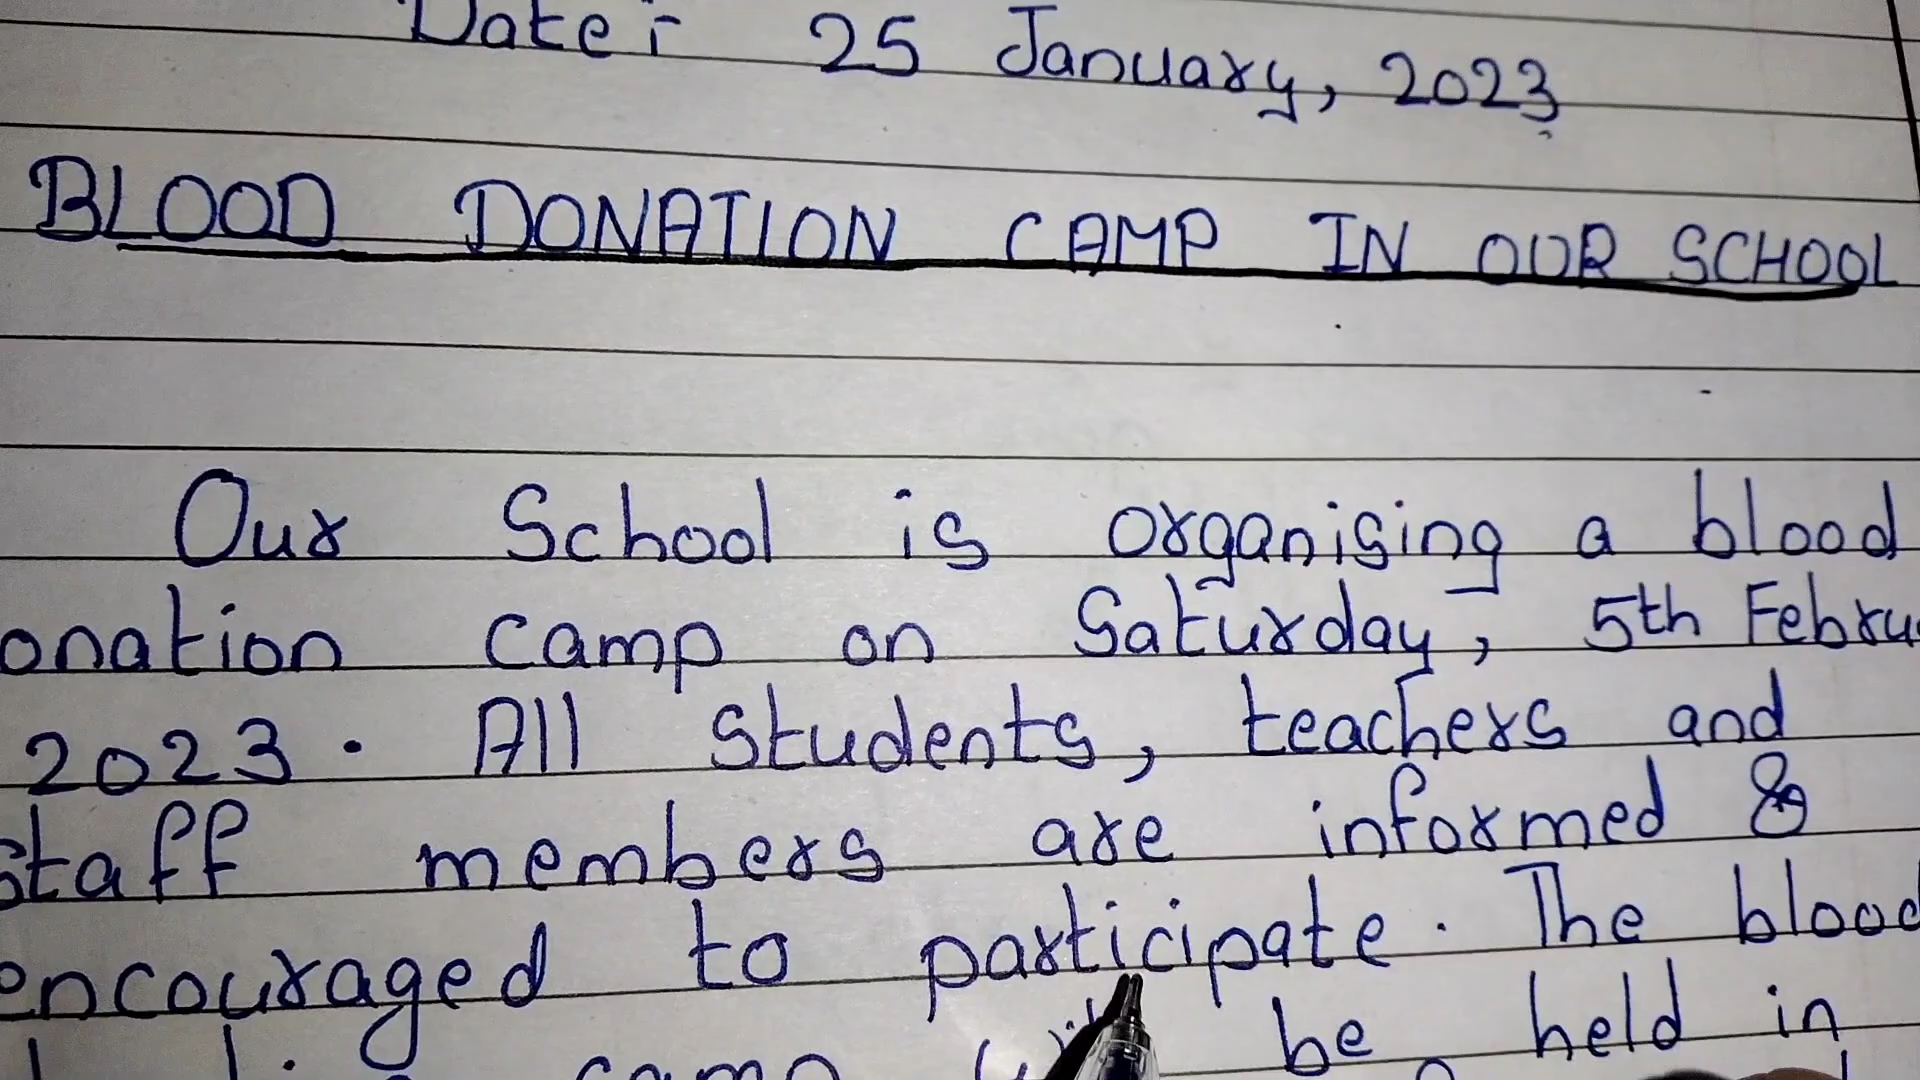 Date:- 25 January, 2023
BLOOD DONATION CAMP IN OUR SCHOOL
Our School is organising a blood
onation camp on Saturday, 5th Febru
2023. All students, teachers and
staff members are informed &
encouraged to participate. The blood
camp be held in